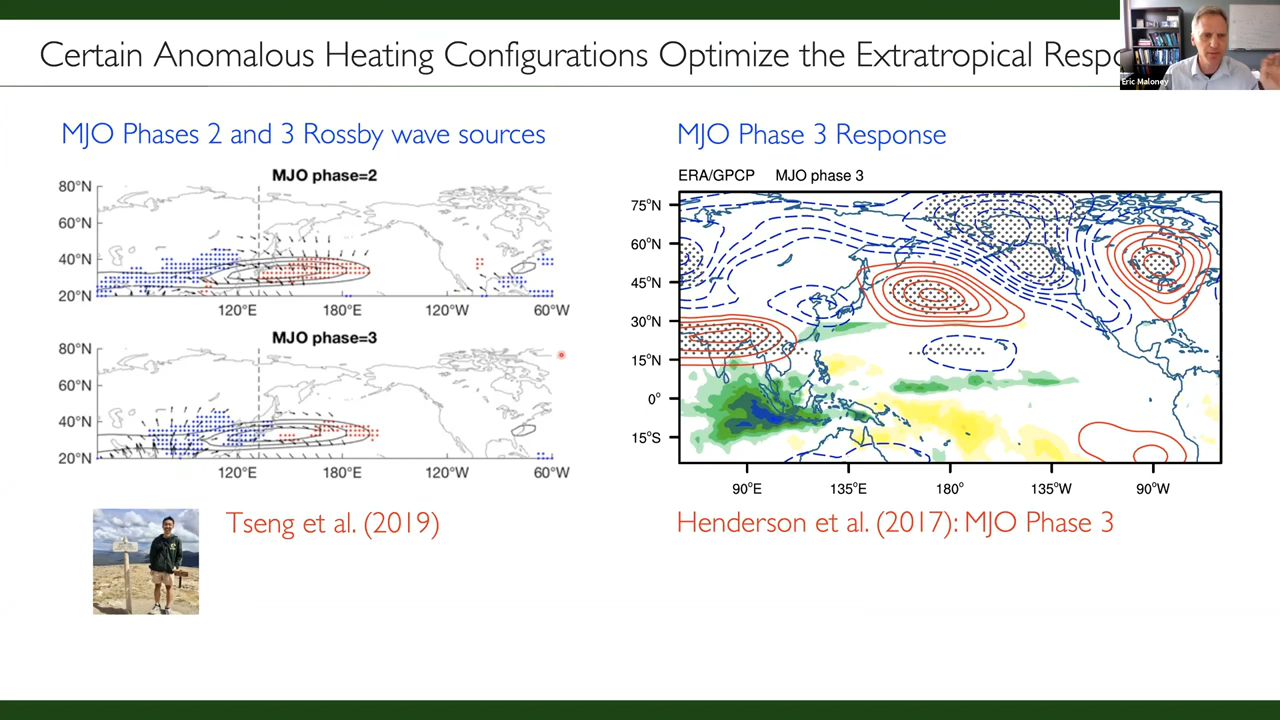 Certain Anomalous Heating Configurations Optimize the Extratropical Respo
Eric Maloney
MJO Phases 2 and 3 Rossby wave sources
MJO phase=2
80°N
60°N
40°N
20°N
120°E 180°E 120°W 60°W
MJO phase=3
80°N
60°N
40°N
20°N
120°E 180°E 120°W 60°W
Tseng et al. (2019)
MJO Phase 3 Response
ERA/GPCP MJO phase 3
75°N
60°N
45°N
30°N
15°N
0°
15°S
90°E 135°E 180° 135°W 90°W
Henderson et al. (2017): MJO Phase 3